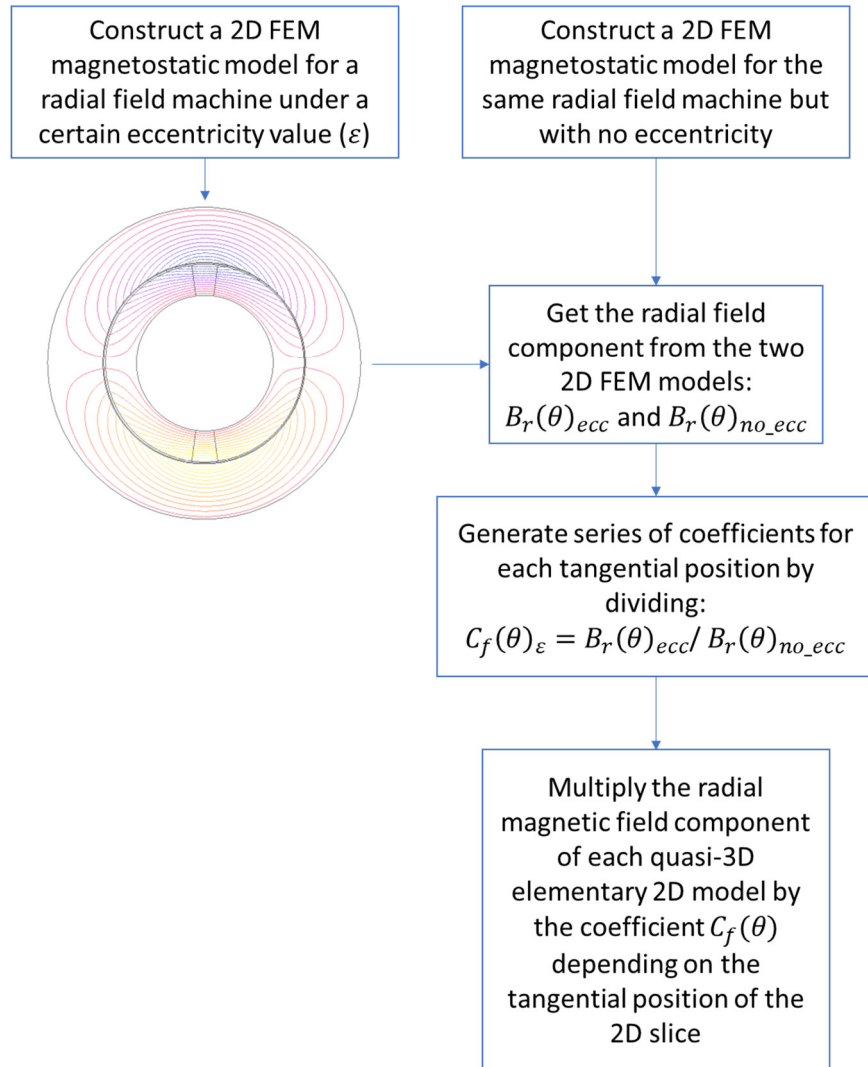 Construct a 2D FEM
magnetostatic model for a
radial field machine under a
certain eccentricity value (ε)
Construct a 2D FEM
magnetostatic model for the
same radial field machine but
with no eccentricity
Get the radial field
component from the two
2D FEM models:
B_r(θ)_{ecc} and B_r(θ)_{no_ecc}
Generate series of coefficients for
each tangential position by
dividing:
C_f(θ)_ε = B_r(θ)_{ecc}/ B_r(θ)_{no_ecc}
Multiply the radial
magnetic field component
of each quasi-3D
elementary 2D model by
the coefficient C_f(θ)
depending on the
tangential position of the
2D slice